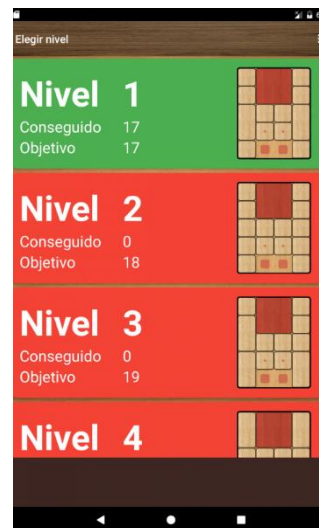 Elegir nivel
Nivel 1
Conseguido 17
Objetivo 17
Nivel 2
Conseguido 0
Objetivo 18
Nivel 3
Conseguido 0
Objetivo 19
Nivel 4